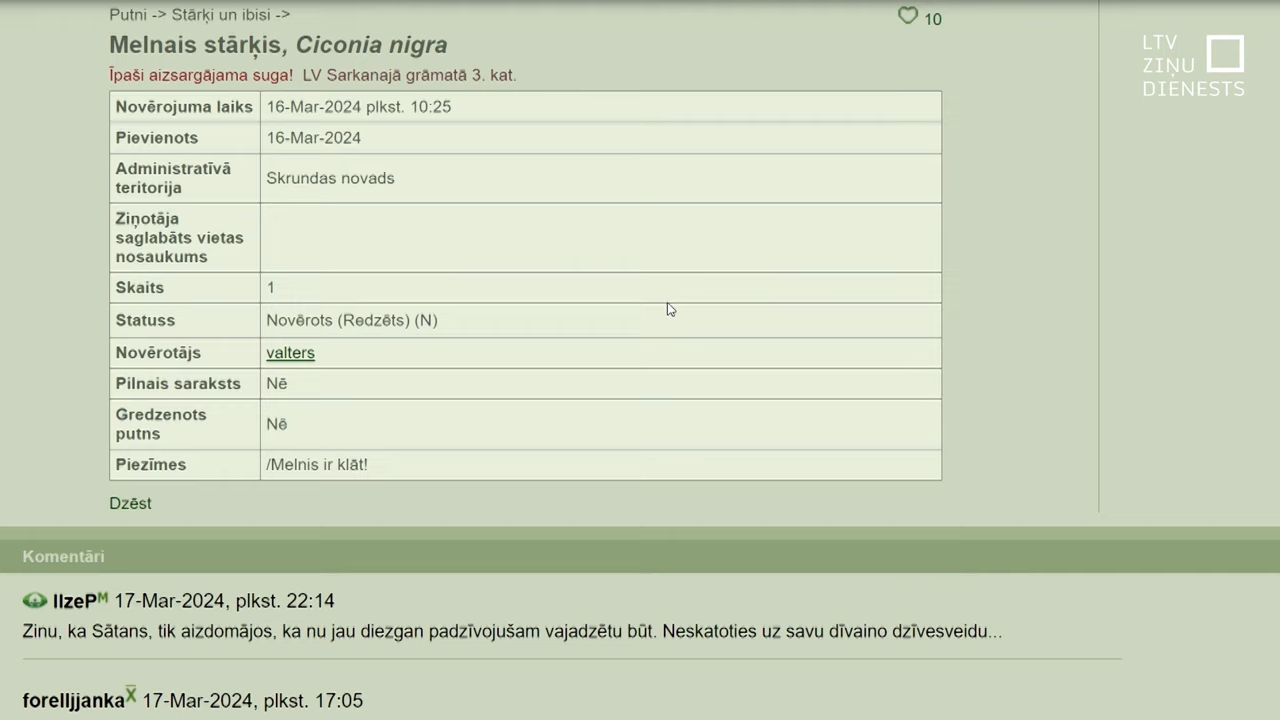 Putni -> Stārķi un ibisi ->
10
Melnais stārķis, Ciconia nigra
Īpaši aizsargājama suga! LV Sarkanajā grāmatā 3. kat.
LTV
ZIŅU
DIENESTS
Novērojuma laiks 16-Mar-2024 plkst. 10:25
Pievienots 16-Mar-2024
Administratīvā
teritorija
Skrundas novads
Ziņotāja
saglabāts vietas
nosaukums
Skaits 1
Statuss Novērots (Redzēts) (N)
Novērotājs valters
Pilnais saraksts Nē
Gredzenots
putns
Nē
Piezīmes /Melnis ir klāt!
Dzēst
Komentāri
IlzeP M 17-Mar-2024, plkst. 22:14
Zinu, ka Sātans, tik aizdomājos, ka nu jau diezgan padzīvojušam vajadzētu būt. Neskatoties uz savu dīvaino dzīvesveidu...
forelljjanka X 17-Mar-2024, plkst. 17:05